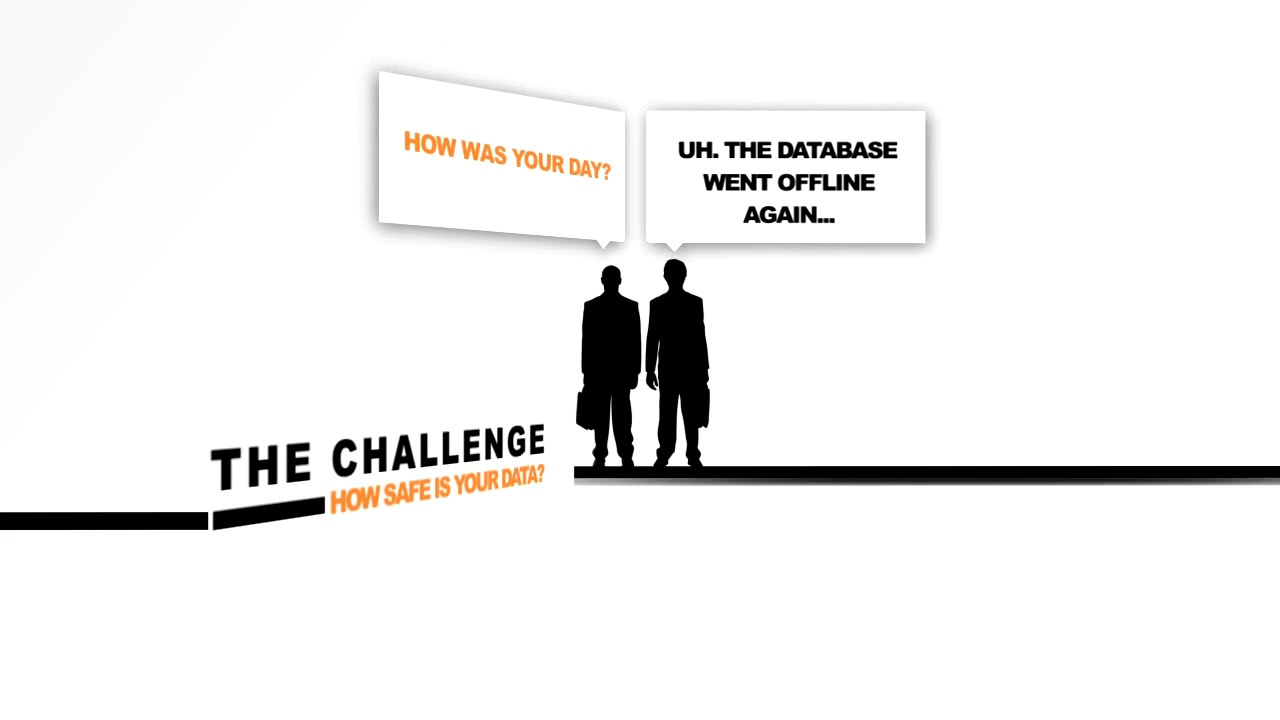 HOW WAS YOUR DAY?
UH. THE DATABASE
WENT OFFLINE
AGAIN...
THE CHALLENGE
HOW SAFE IS YOUR DATA?